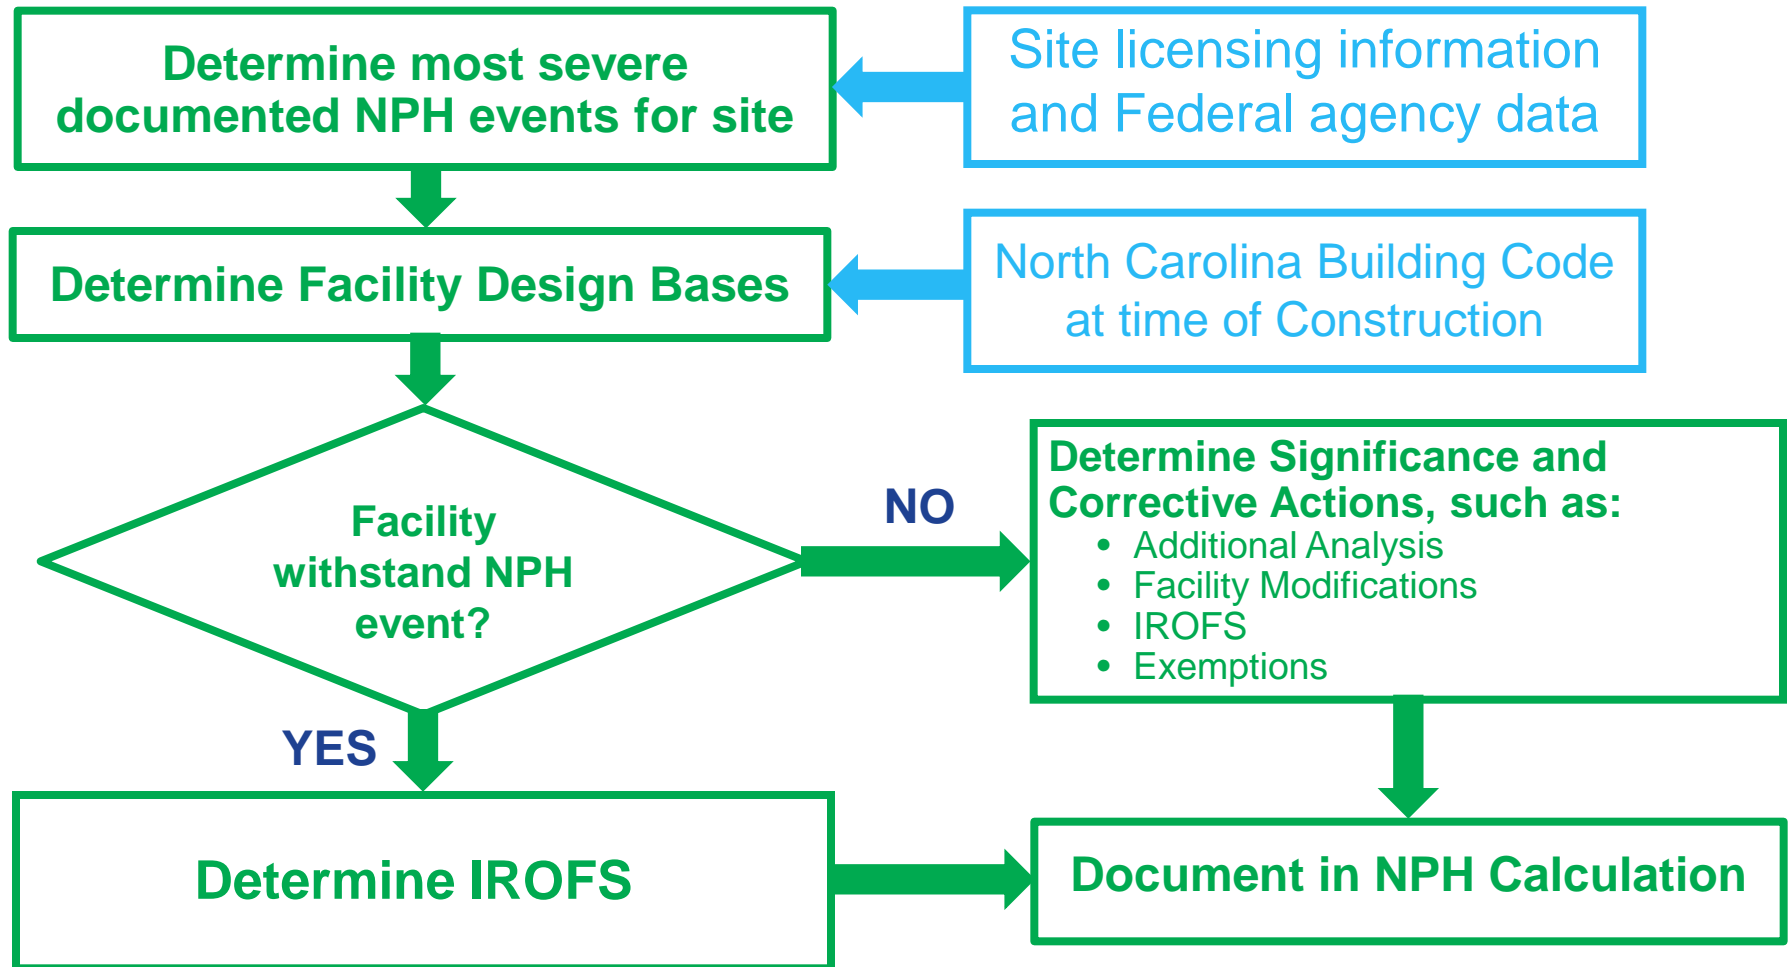 Determine most severe
documented NPH events for site
Site licensing information
and Federal agency data
Determine Facility Design Bases
North Carolina Building Code
at time of Construction
Facility
withstand NPH
event?
NO
Determine Significance and
Corrective Actions, such as:
• Additional Analysis
• Facility Modifications
• IROFS
• Exemptions
YES
Determine IROFS
Document in NPH Calculation